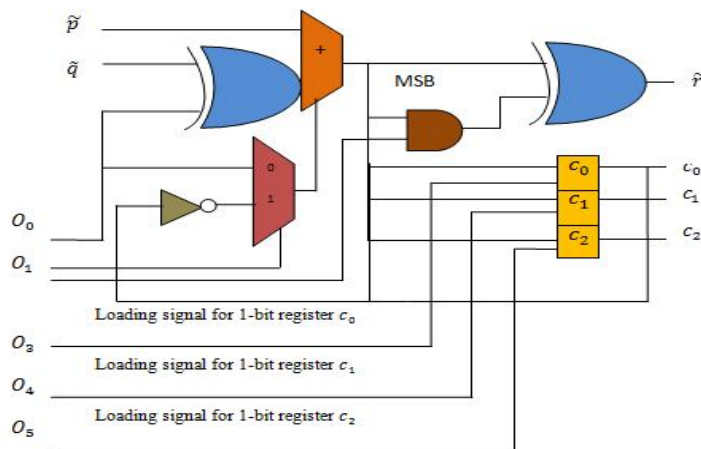 p̃
+
q̃
MSB
r̃
0
1
c₀
c₁
c₂
c₀
c₁
c₂
O₀
O₁
Loading signal for 1-bit register c₀
O₃
Loading signal for 1-bit register c₁
O₄
Loading signal for 1-bit register c₂
O₅